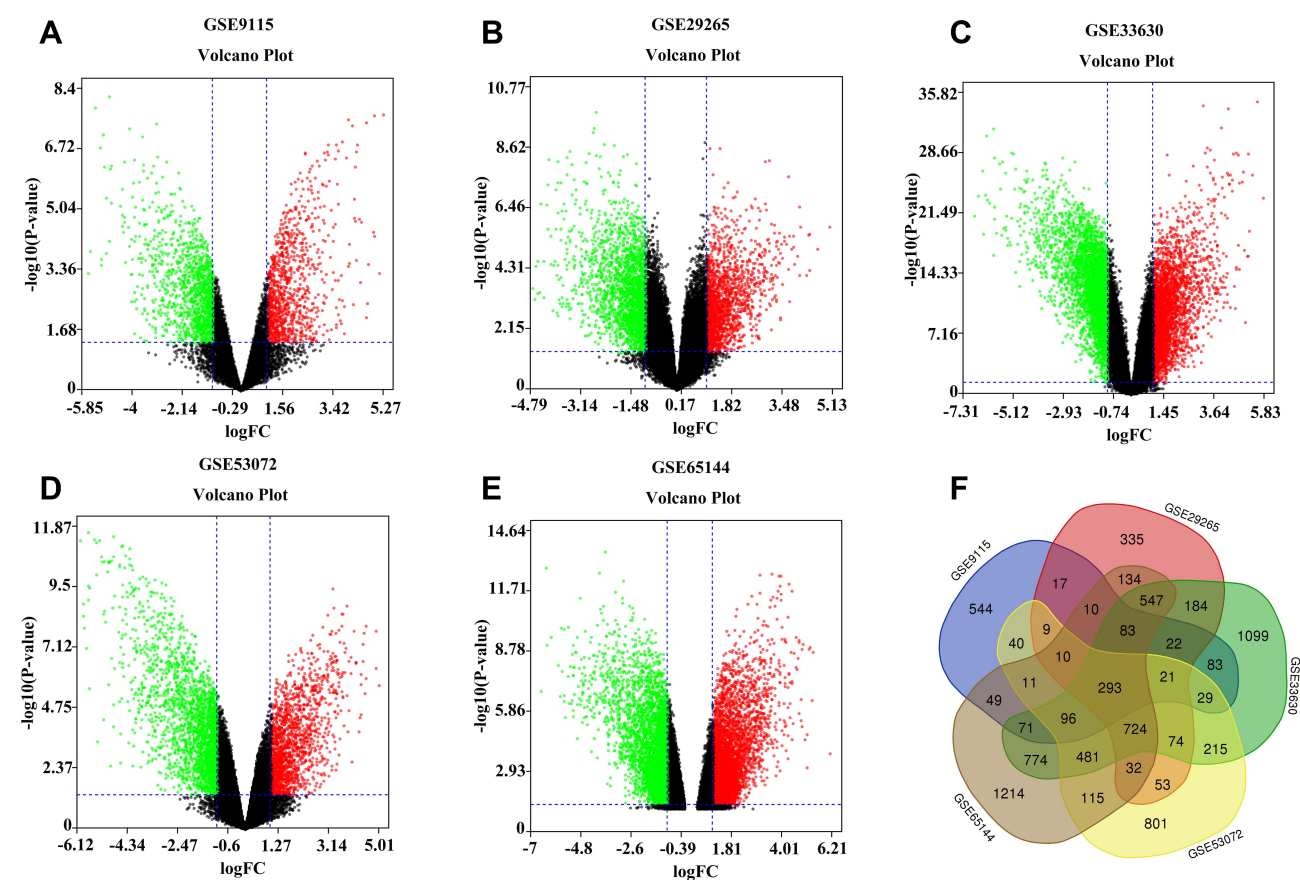 A
GSE9115
Volcano Plot
8.4
6.72
5.04
3.36
1.68
0
-log10(P-value)
-5.85 -4 -2.14 -0.29 1.56 3.42 5.27
logFC
B
GSE29265
Volcano Plot
10.77
8.62
6.46
4.31
2.15
0
-log10(P-value)
-4.79 -3.14 -1.48 0.17 1.82 3.48 5.13
logFC
C
GSE33630
Volcano Plot
35.82
28.66
21.49
14.33
7.16
0
-log10(P-value)
-7.31 -5.12 -2.93 -0.74 1.45 3.64 5.83
logFC
D
GSE53072
Volcano Plot
11.87
9.5
7.12
4.75
2.37
0
-log10(P-value)
-6.12 -4.34 -2.47 -0.6 1.27 3.14 5.01
logFC
E
GSE65144
Volcano Plot
14.64
11.71
8.78
5.86
2.93
0
-log10(P-value)
-7 -4.8 -2.6 -0.39 1.81 4.01 6.21
logFC
F
GSE29265
GSE9115
335
17 134
544 10 547 184
40 9 83 22 1099
10 83
11 293 21
49 29
GSE33630
71 96 724 74 215
774 481 32
1214 115 53
801
GSE65144
GSE53072